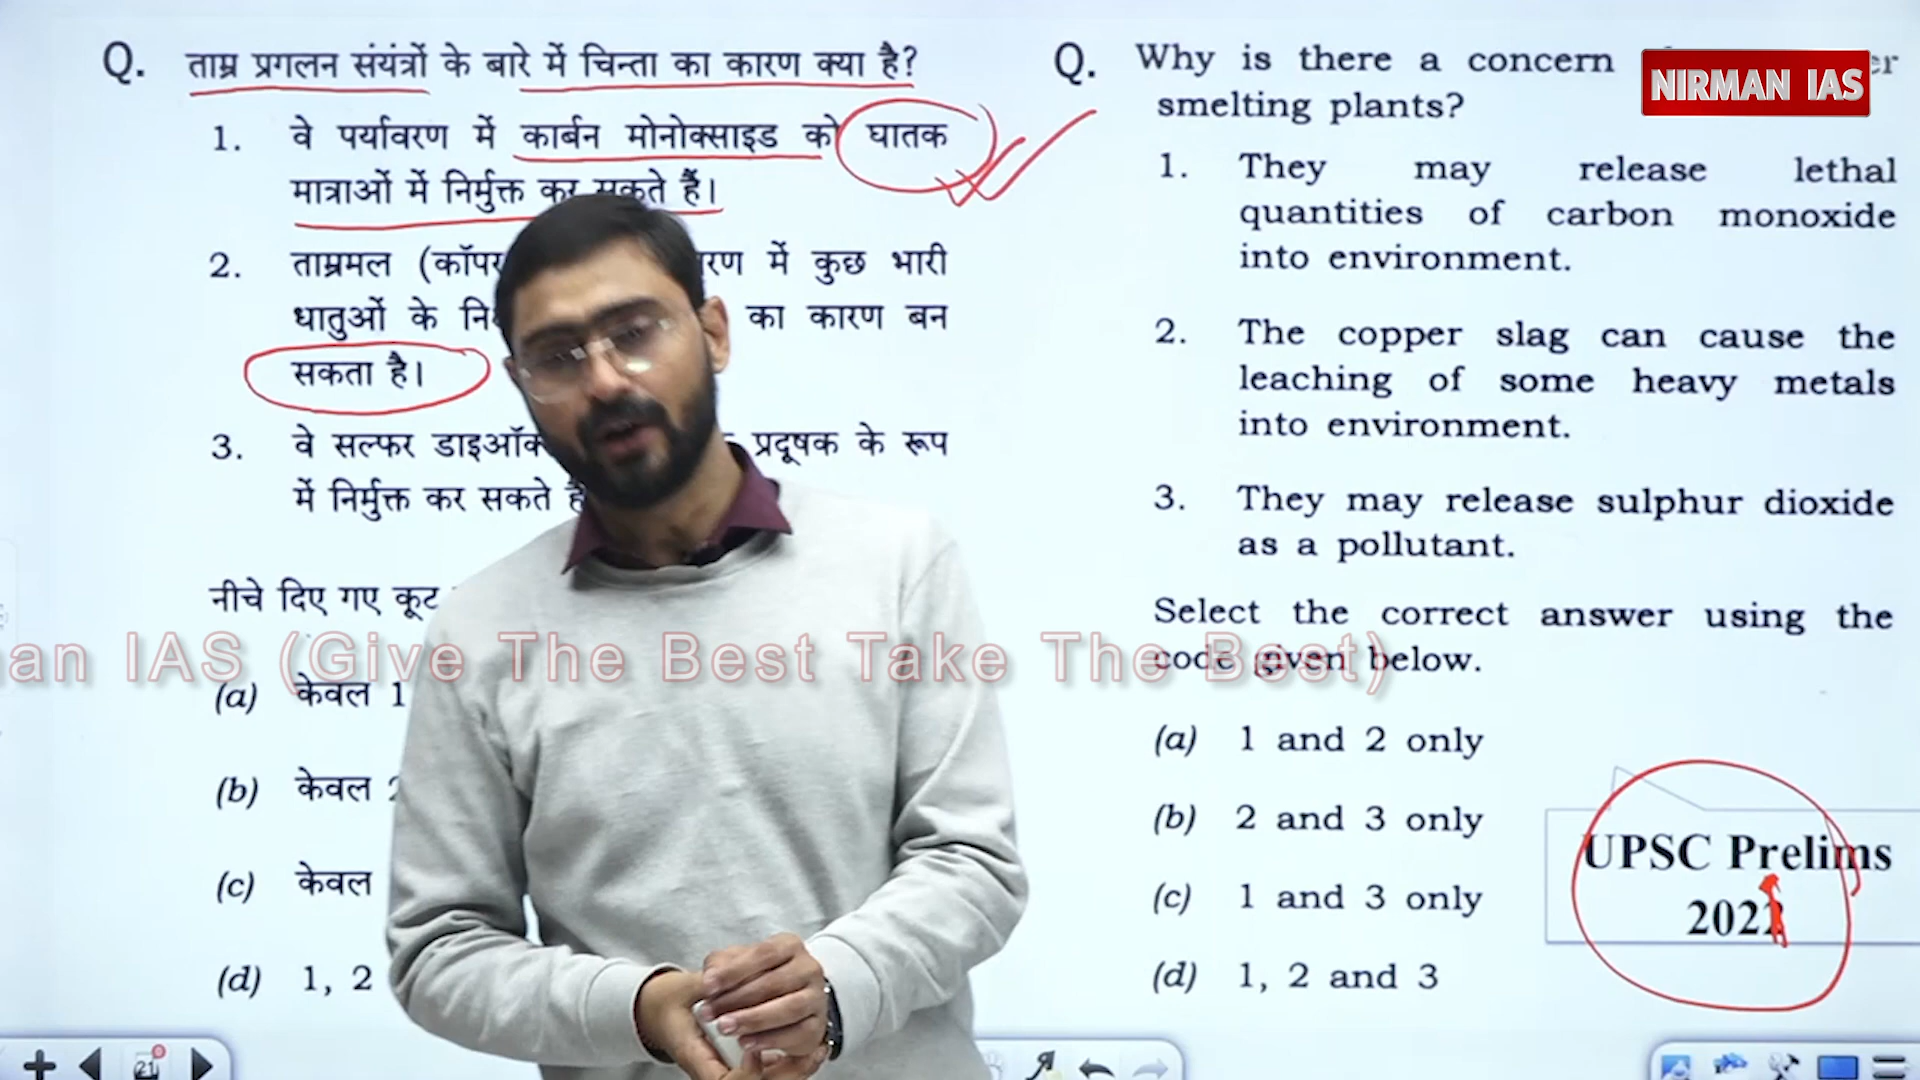 Q. ताम्र प्रगलन संयंत्रों के बारे में चिन्ता का कारण क्या है?
1. वे पर्यावरण में कार्बन मोनोक्साइड को घातक
मात्राओं में निर्मुक्त कर सकते हैं।
2. ताम्रमल (कॉपर में कुछ भारी
धातुओं के का कारण बन
सकता है।
3. वे सल्फर प्रदूषक के रूप
में निर्मुक्त कर सकते
नीचे दिए गए कूट
(a) केवल 1
(b) केवल
(c) केवल
(d) 1, 2
Q. Why is there a concern
smelting plants?
1. They may release lethal
quantities of carbon monoxide
into environment.
2. The copper slag can cause the
leaching of some heavy metals
into environment.
3. They may release sulphur dioxide
as a pollutant.
Select the correct answer using the
code given below.
(a) 1 and 2 only
(b) 2 and 3 only
(c) 1 and 3 only
(d) 1, 2 and 3
UPSC Prelims
NIRMAN IAS
IAS (Give The Best Take The Best)
21